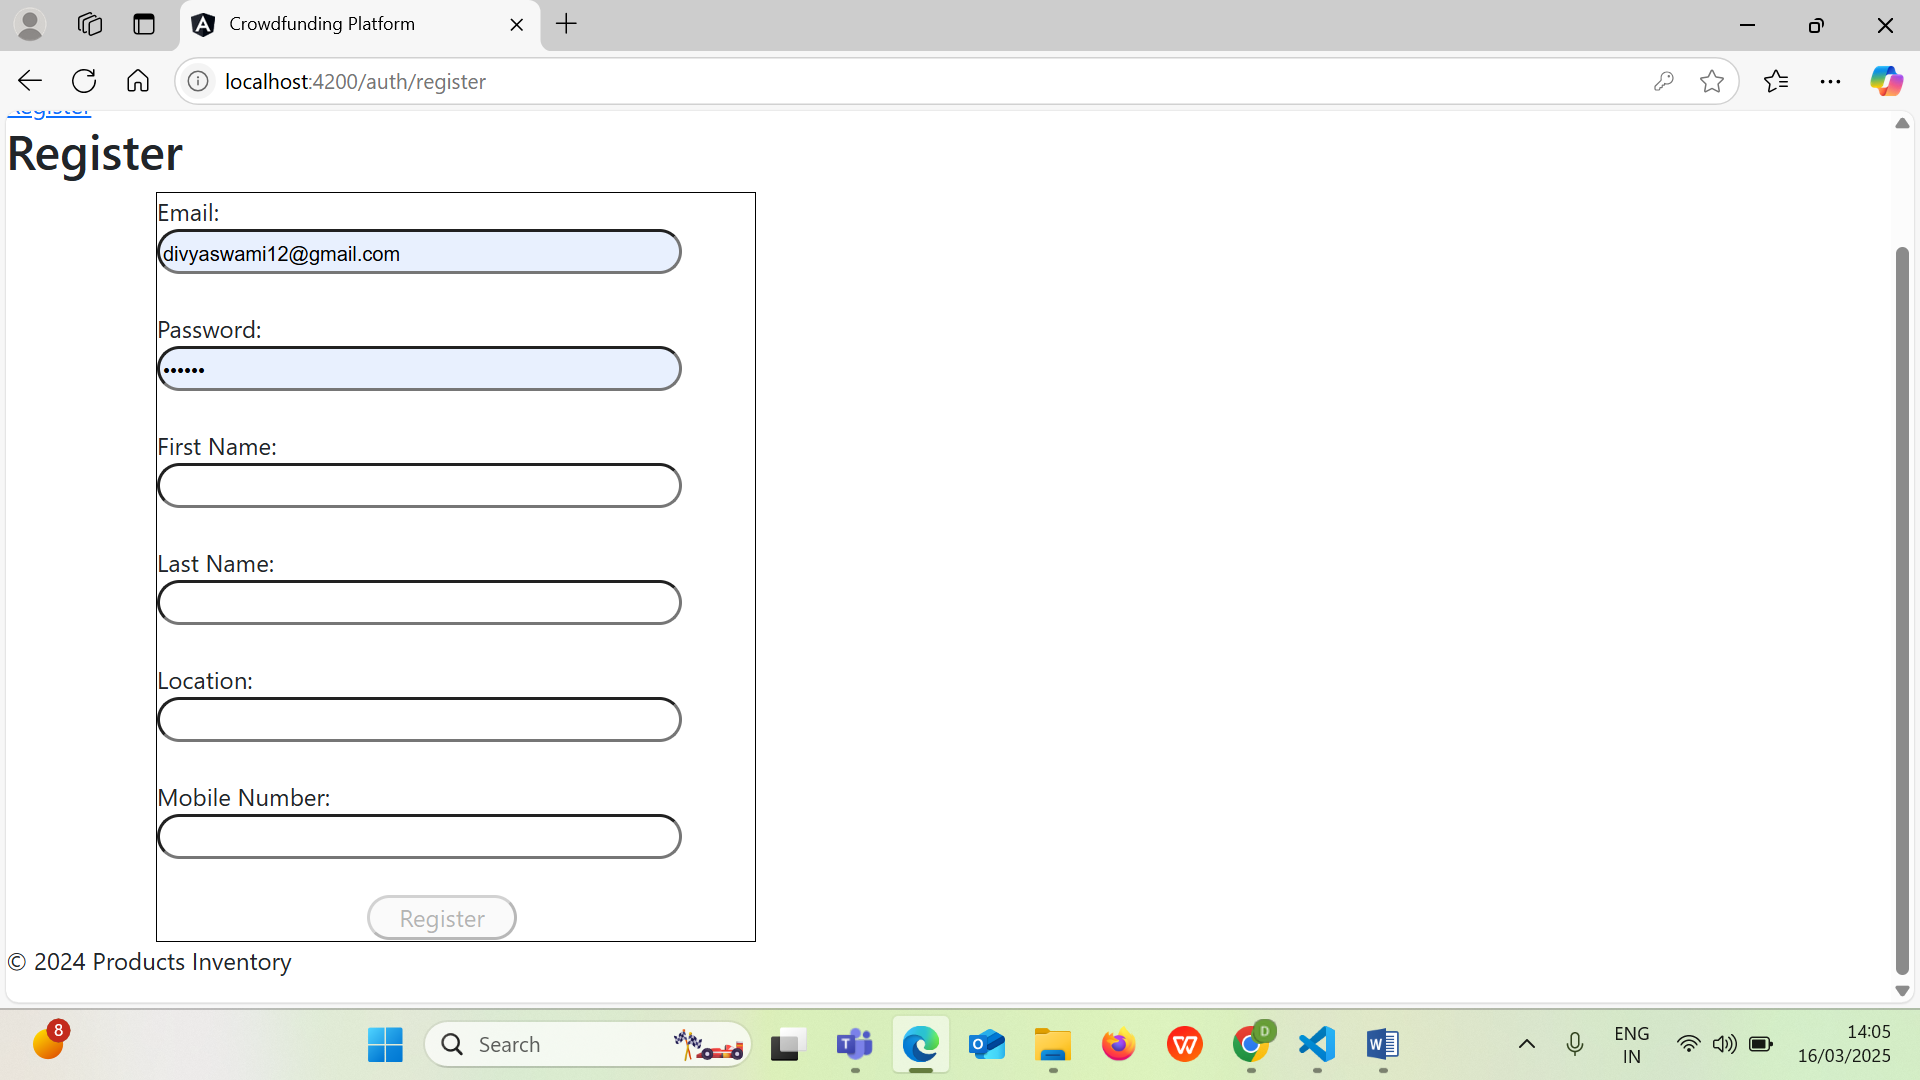 Crowdfunding Platform
localhost:4200/auth/register
Register
Register
Email:
divyaswami12@gmail.com
Password:
••••••
First Name:
Last Name:
Location:
Mobile Number:
Register
© 2024 Products Inventory
8
Search
D
ENG
IN
14:05
16/03/2025